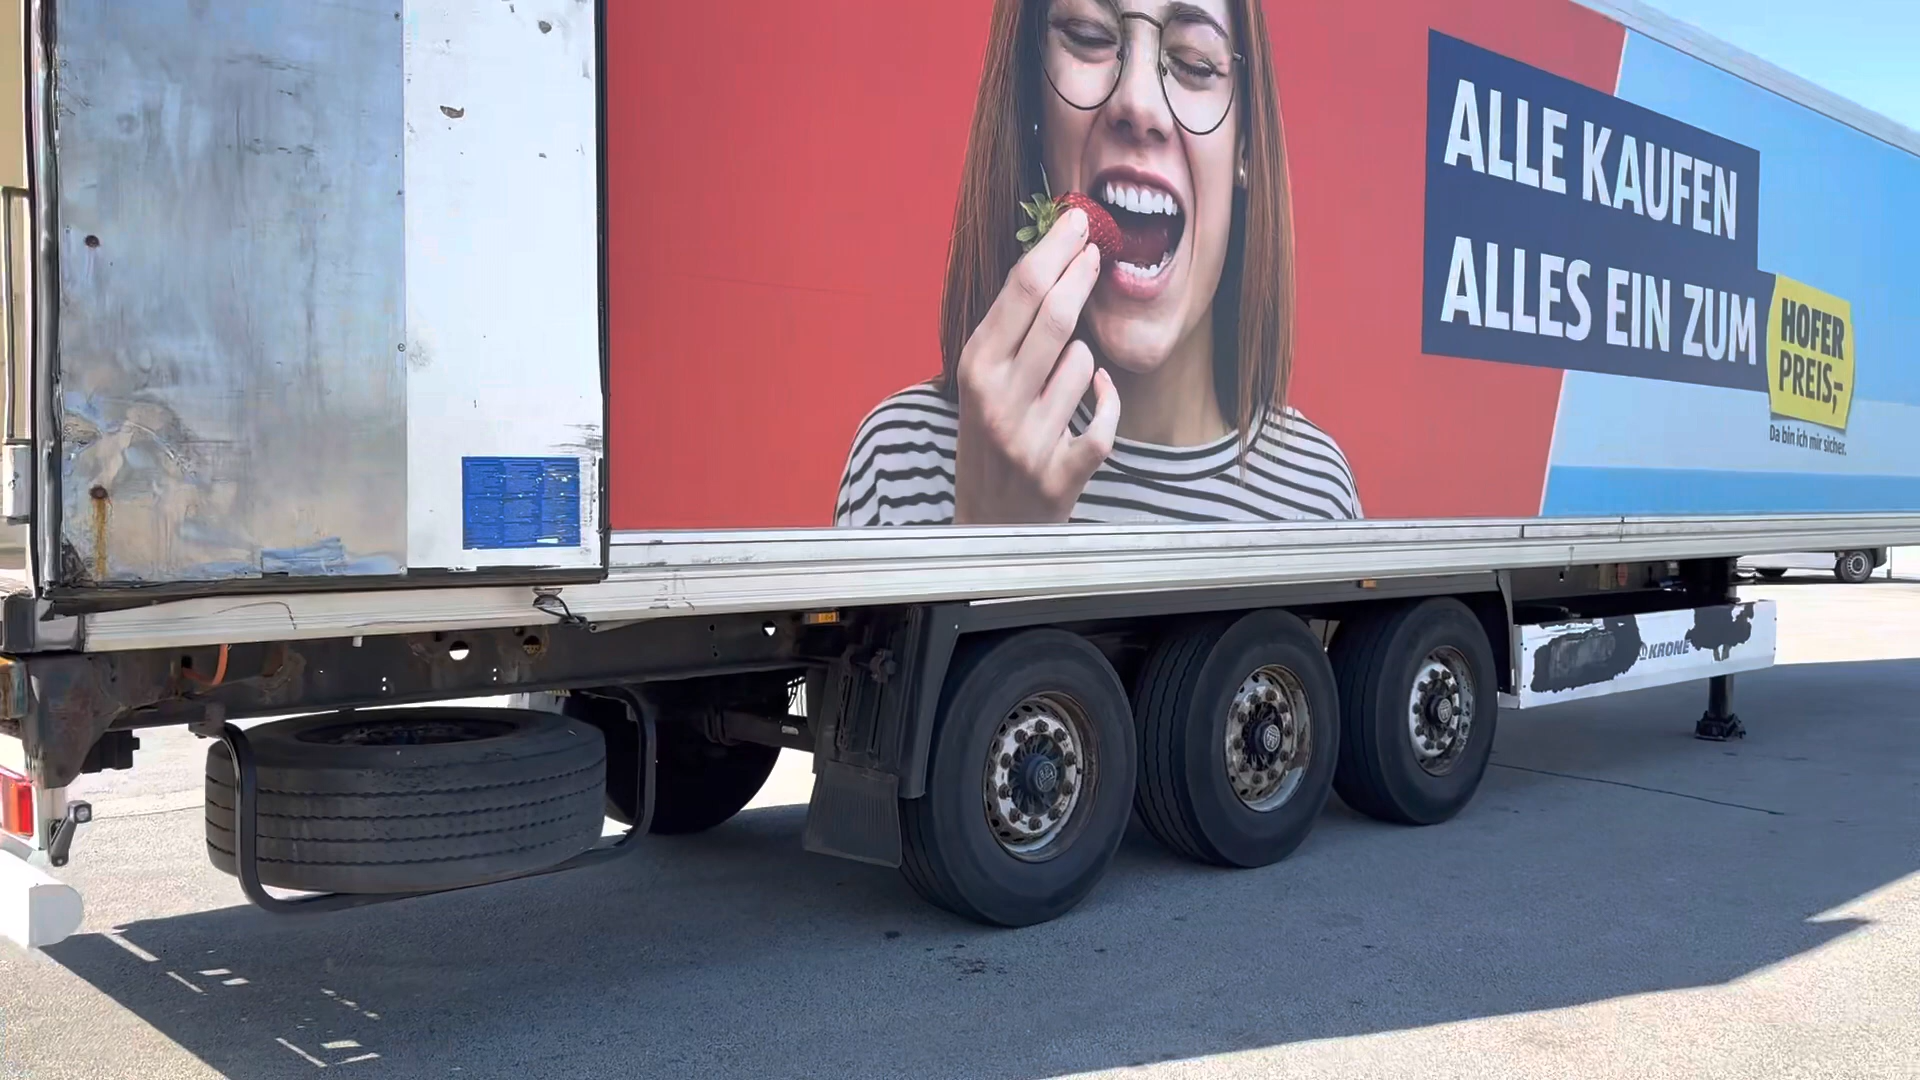 ALLE KAUFEN
ALLES EIN ZUM
HOFER
PREIS,-
Da bin ich mir sicher.
KRONE